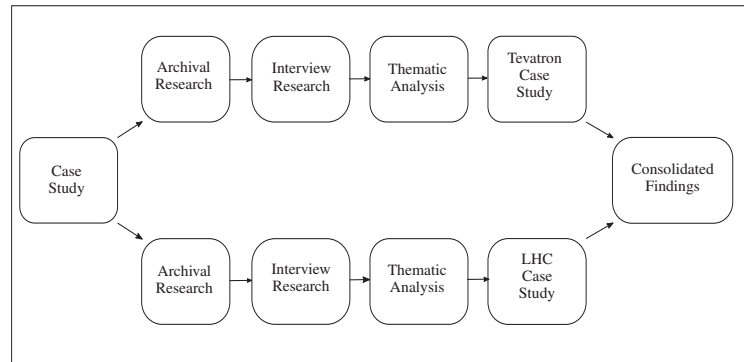 Archival
Research
Interview
Research
Thematic
Analysis
Tevatron
Case
Study
Case
Study
Consolidated
Findings
Archival
Research
Interview
Research
Thematic
Analysis
LHC
Case
Study